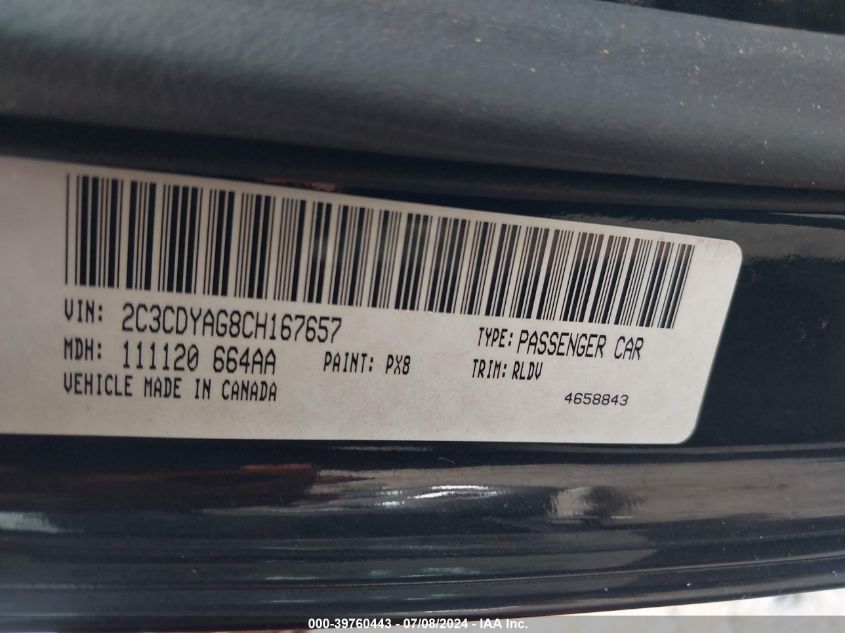 VIN: 2C3CDYAG8CH167657
TYPE: PASSENGER CAR
MDH: 111120 664AA
PAINT: PX8
TRIM: RLDV
VEHICLE MADE IN CANADA
4658843
000-39760443 - 07/08/2024 - IAA Inc.